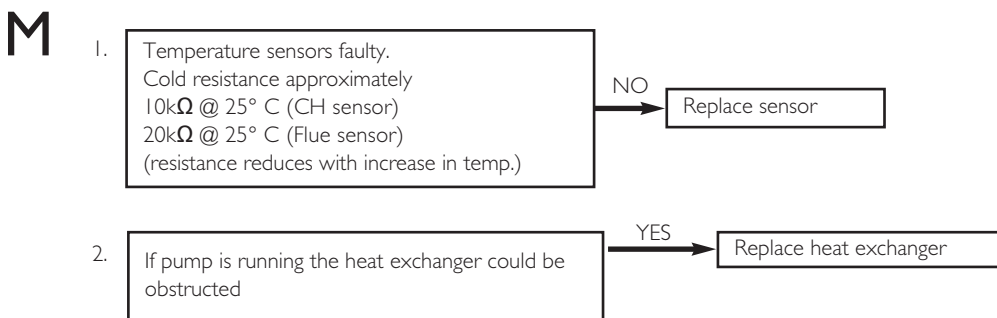 M
1. Temperature sensors faulty.
Cold resistance approximately
10kΩ @ 25° C (CH sensor)
20kΩ @ 25° C (Flue sensor)
(resistance reduces with increase in temp.)
NO
Replace sensor
2. If pump is running the heat exchanger could be
obstructed
YES
Replace heat exchanger